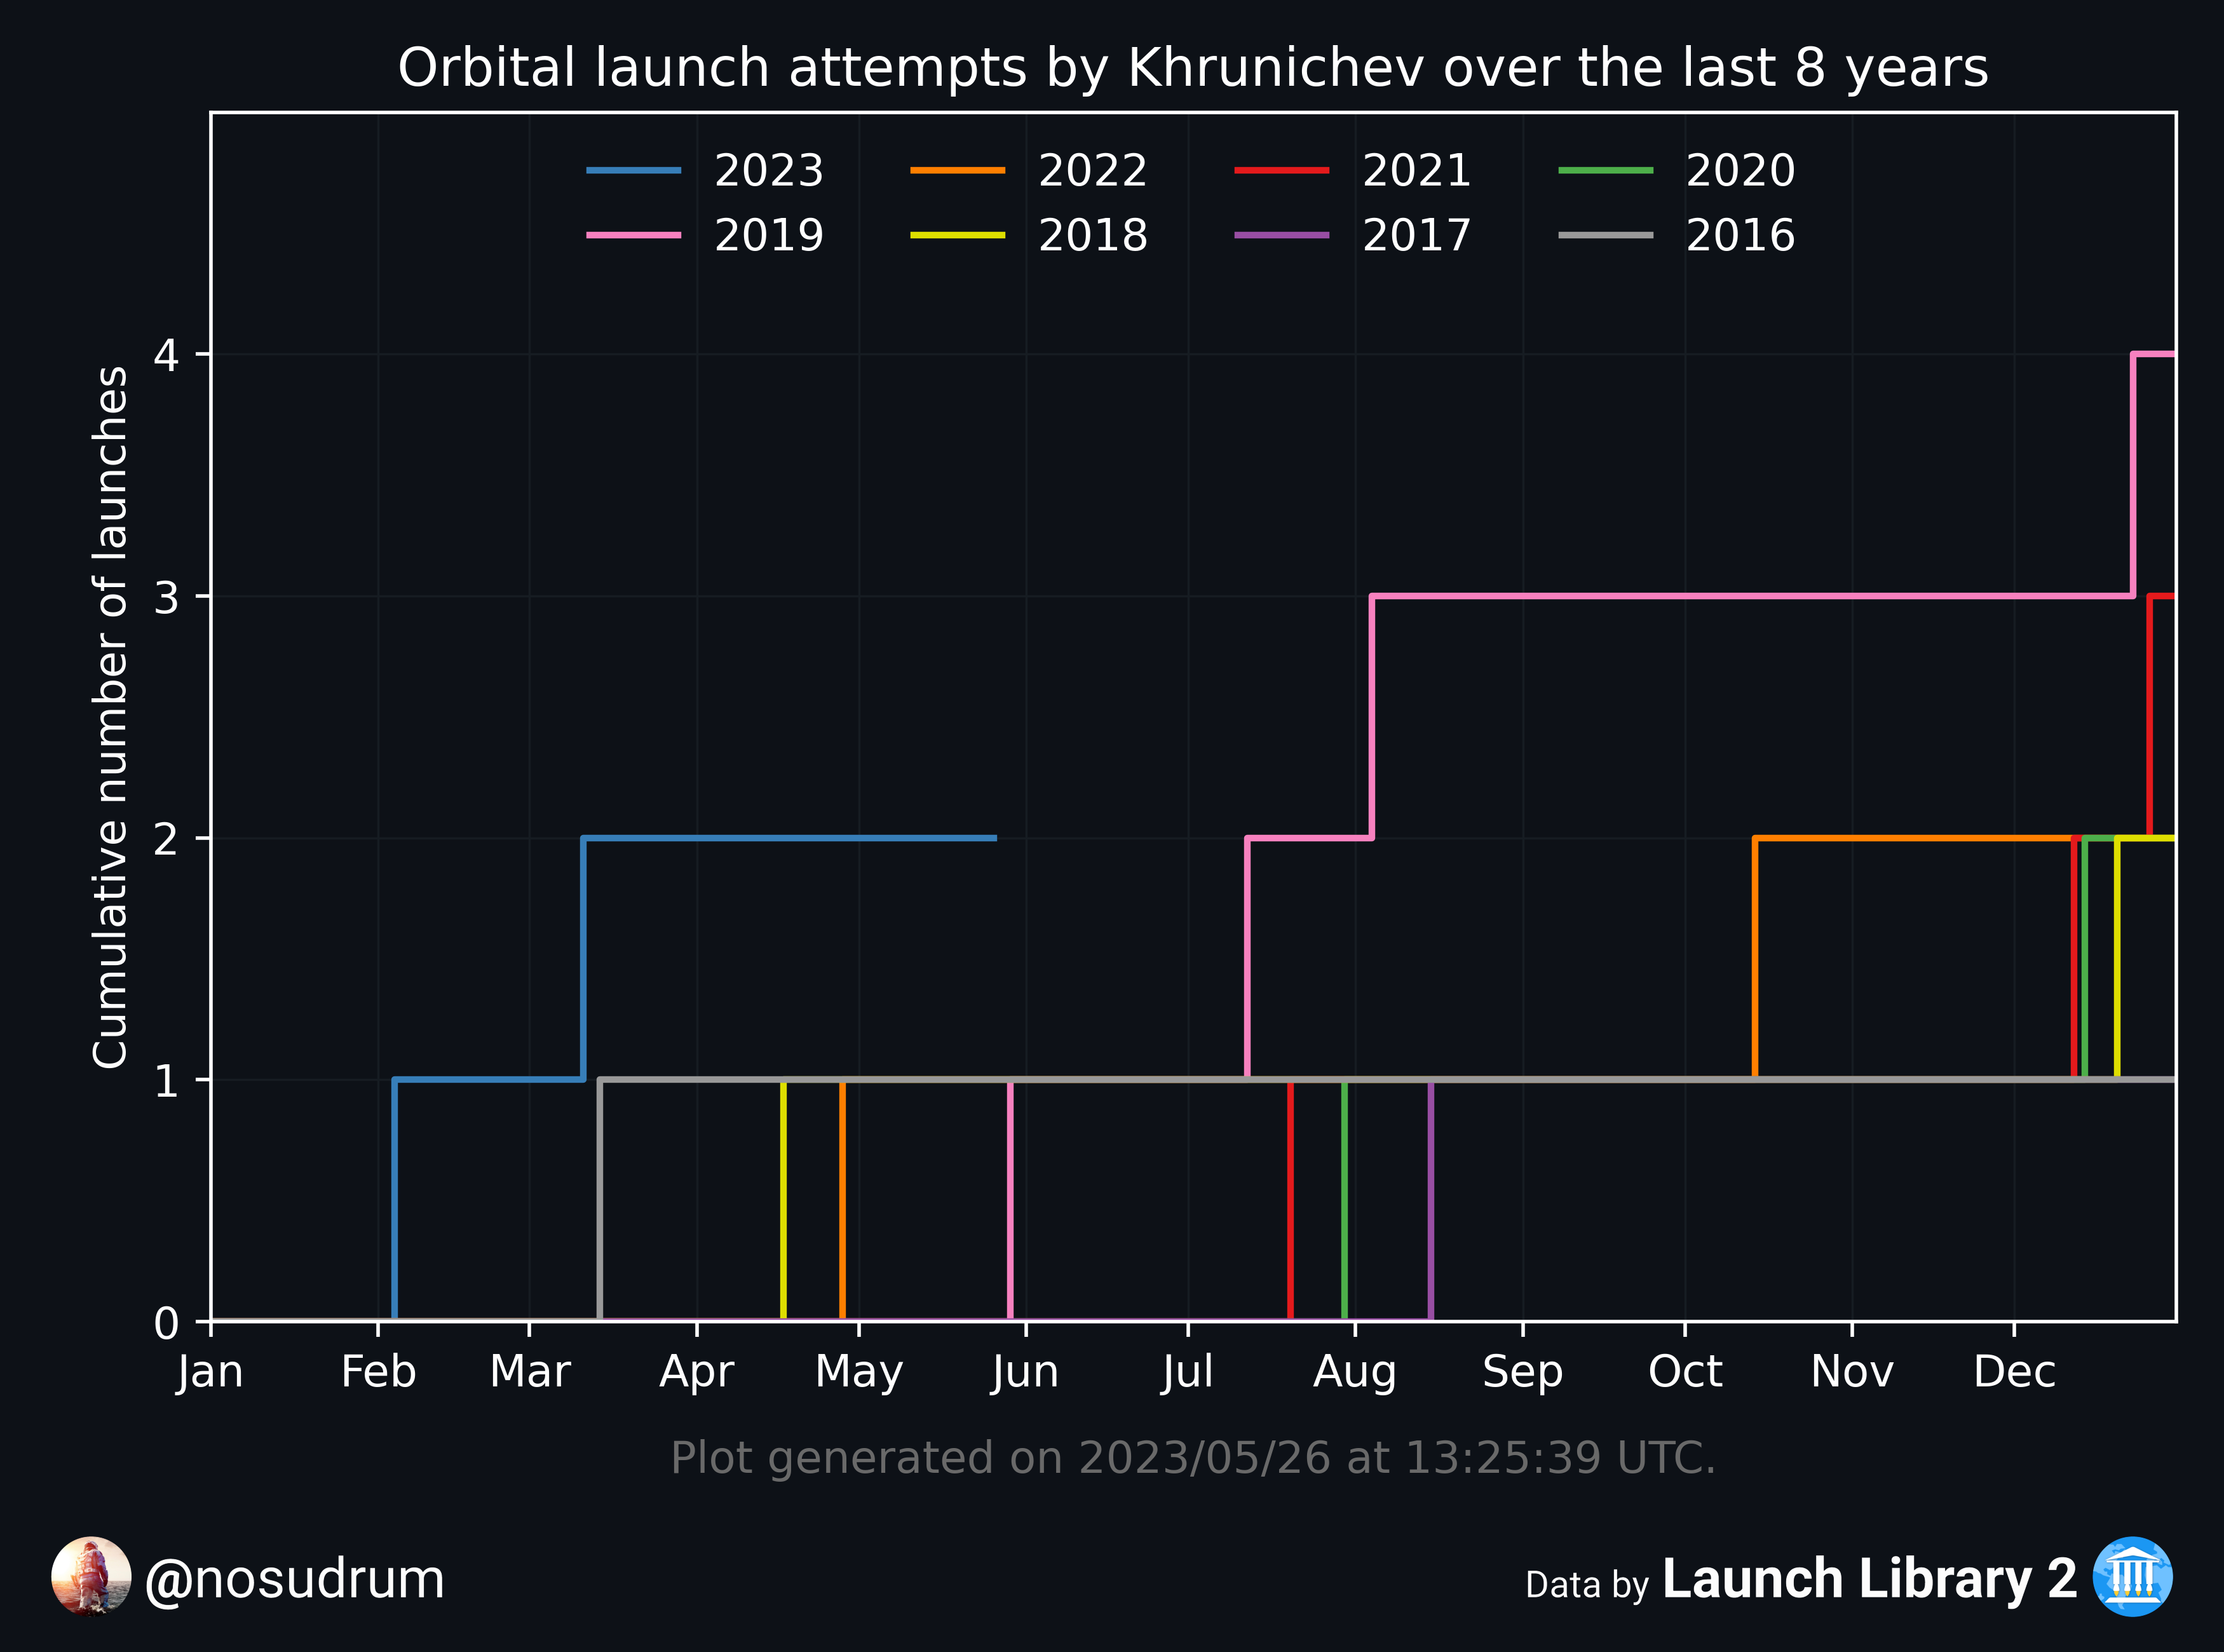 Orbital launch attempts by Khrunichev over the last 8 years
2023 2022 2021 2020
2019 2018 2017 2016
Cumulative number of launches
4
3
2
1
0
Jan Feb Mar Apr May Jun Jul Aug Sep Oct Nov Dec
Plot generated on 2023/05/26 at 13:25:39 UTC.
@nosudrum
Data by Launch Library 2